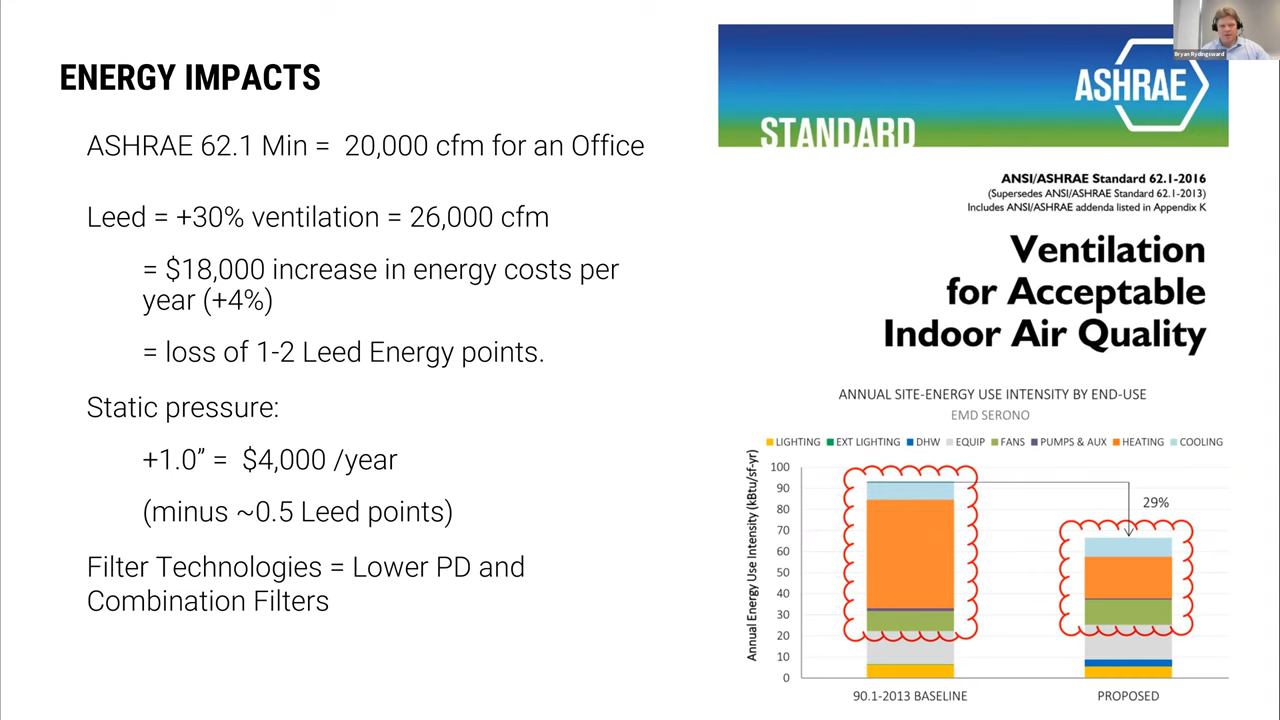 ENERGY IMPACTS
ASHRAE 62.1 Min = 20,000 cfm for an Office
Leed = +30% ventilation = 26,000 cfm
= $18,000 increase in energy costs per
year (+4%)
= loss of 1-2 Leed Energy points.
Static pressure:
+1.0” = $4,000 /year
(minus ~0.5 Leed points)
Filter Technologies = Lower PD and
Combination Filters
Bryan Rydingsward
ASHRAE
STANDARD
ANSI/ASHRAE Standard 62.1-2016
(Supersedes ANSI/ASHRAE Standard 62.1-2013)
Includes ANSI/ASHRAE addenda listed in Appendix K
Ventilation
for Acceptable
Indoor Air Quality
ANNUAL SITE-ENERGY USE INTENSITY BY END-USE
EMD SERONO
LIGHTING EXT LIGHTING DHW EQUIP FANS PUMPS & AUX HEATING COOLING
Annual Energy Use Intensity (kBtu/sf-yr)
100
90
80
70
60
50
40
30
20
10
0
29%
90.1-2013 BASELINE
PROPOSED